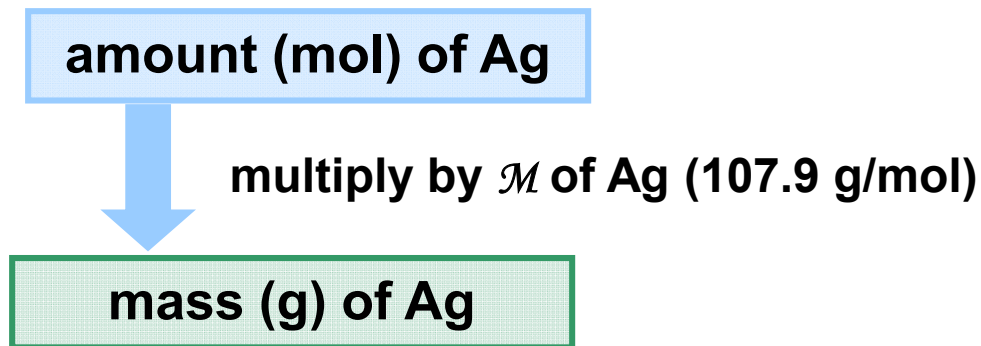 amount (mol) of Ag
multiply by ℳ of Ag (107.9 g/mol)
mass (g) of Ag